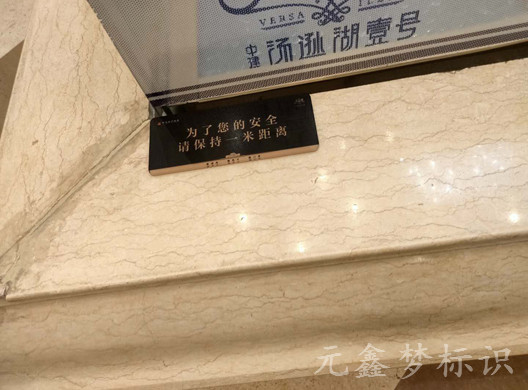 VERSA
中建 汤逊湖壹号
为了您的安全
请保持一米距离
元鑫梦标识